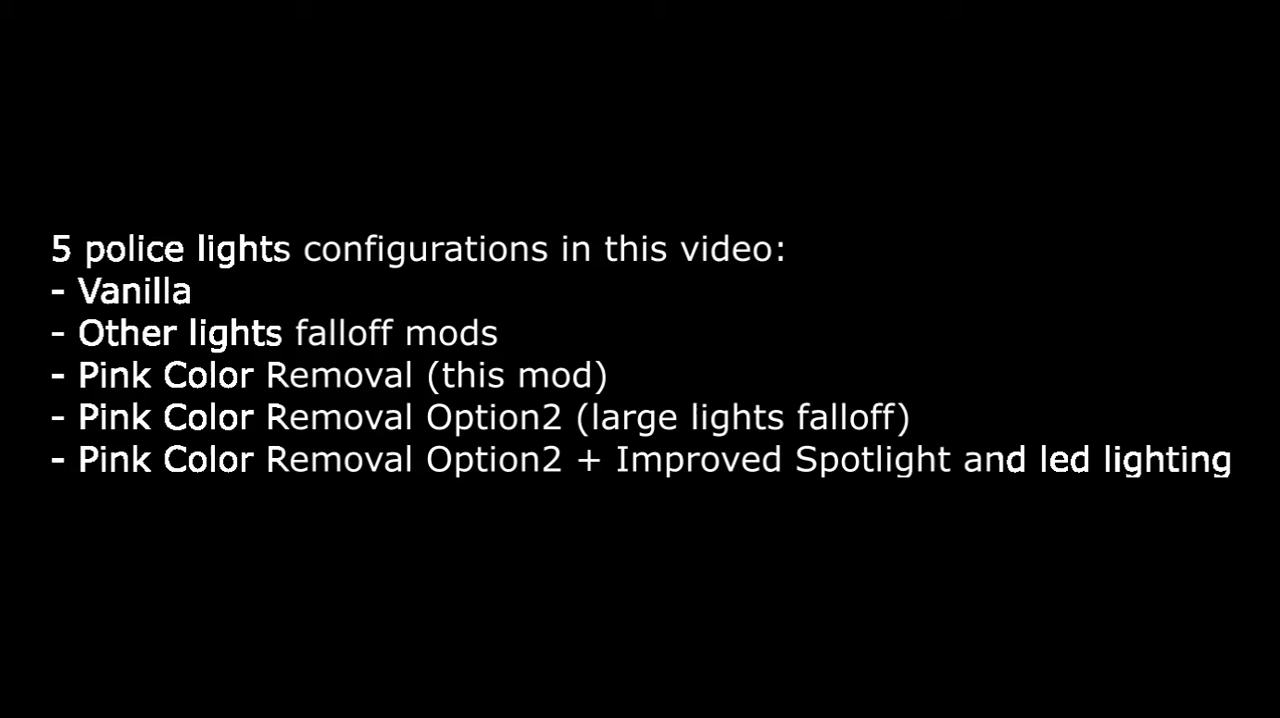 5 police lights configurations in this video:
- Vanilla
- Other lights falloff mods
- Pink Color Removal (this mod)
- Pink Color Removal Option2 (large lights falloff)
- Pink Color Removal Option2 + Improved Spotlight and led lighting